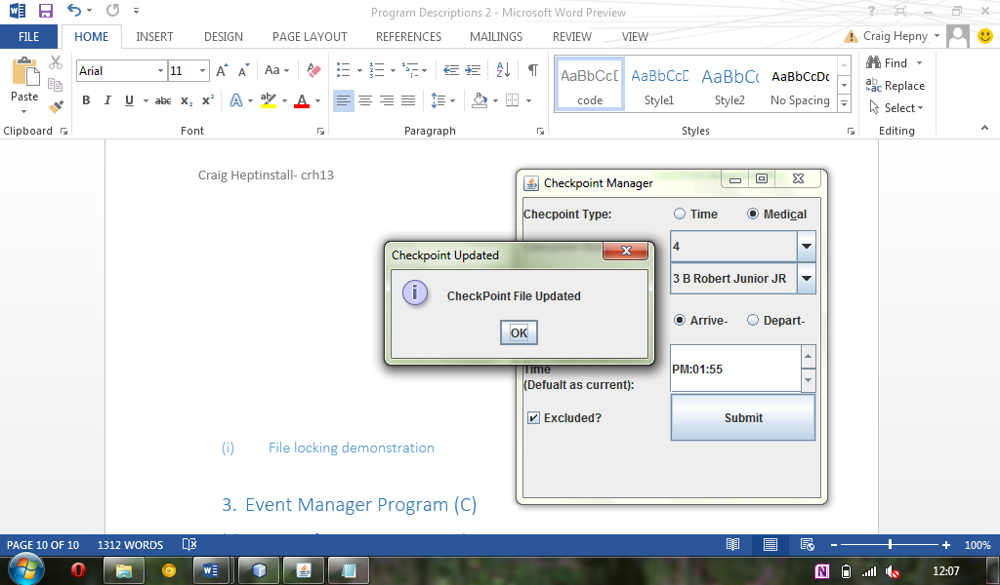 Program Descriptions 2 - Microsoft Word Preview
FILE HOME INSERT DESIGN PAGE LAYOUT REFERENCES MAILINGS REVIEW VIEW Craig Hepny
Paste
Clipboard
Arial 11
Font
Paragraph
AaBbCcD AaBbCcD AaBbCc AaBbCcDc
code Style1 Style2 No Spacing
Styles
Find
Replace
Select
Editing
Craig Heptinstall- crh13
Checkpoint Manager
Checpoint Type: Time Medical
4
3 B Robert Junior JR
Arrive- Depart-
Time
(Defualt as current):
PM:01:55
Excluded?
Submit
Checkpoint Updated
CheckPoint File Updated
OK
(i) File locking demonstration
3. Event Manager Program (C)
PAGE 10 OF 10 1312 WORDS 100%
12:07